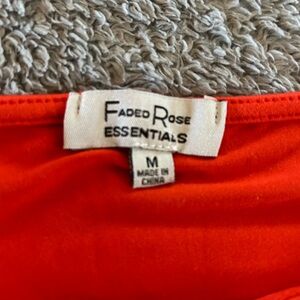 FADED ROSE
ESSENTIALS
M
MADE IN
CHINA